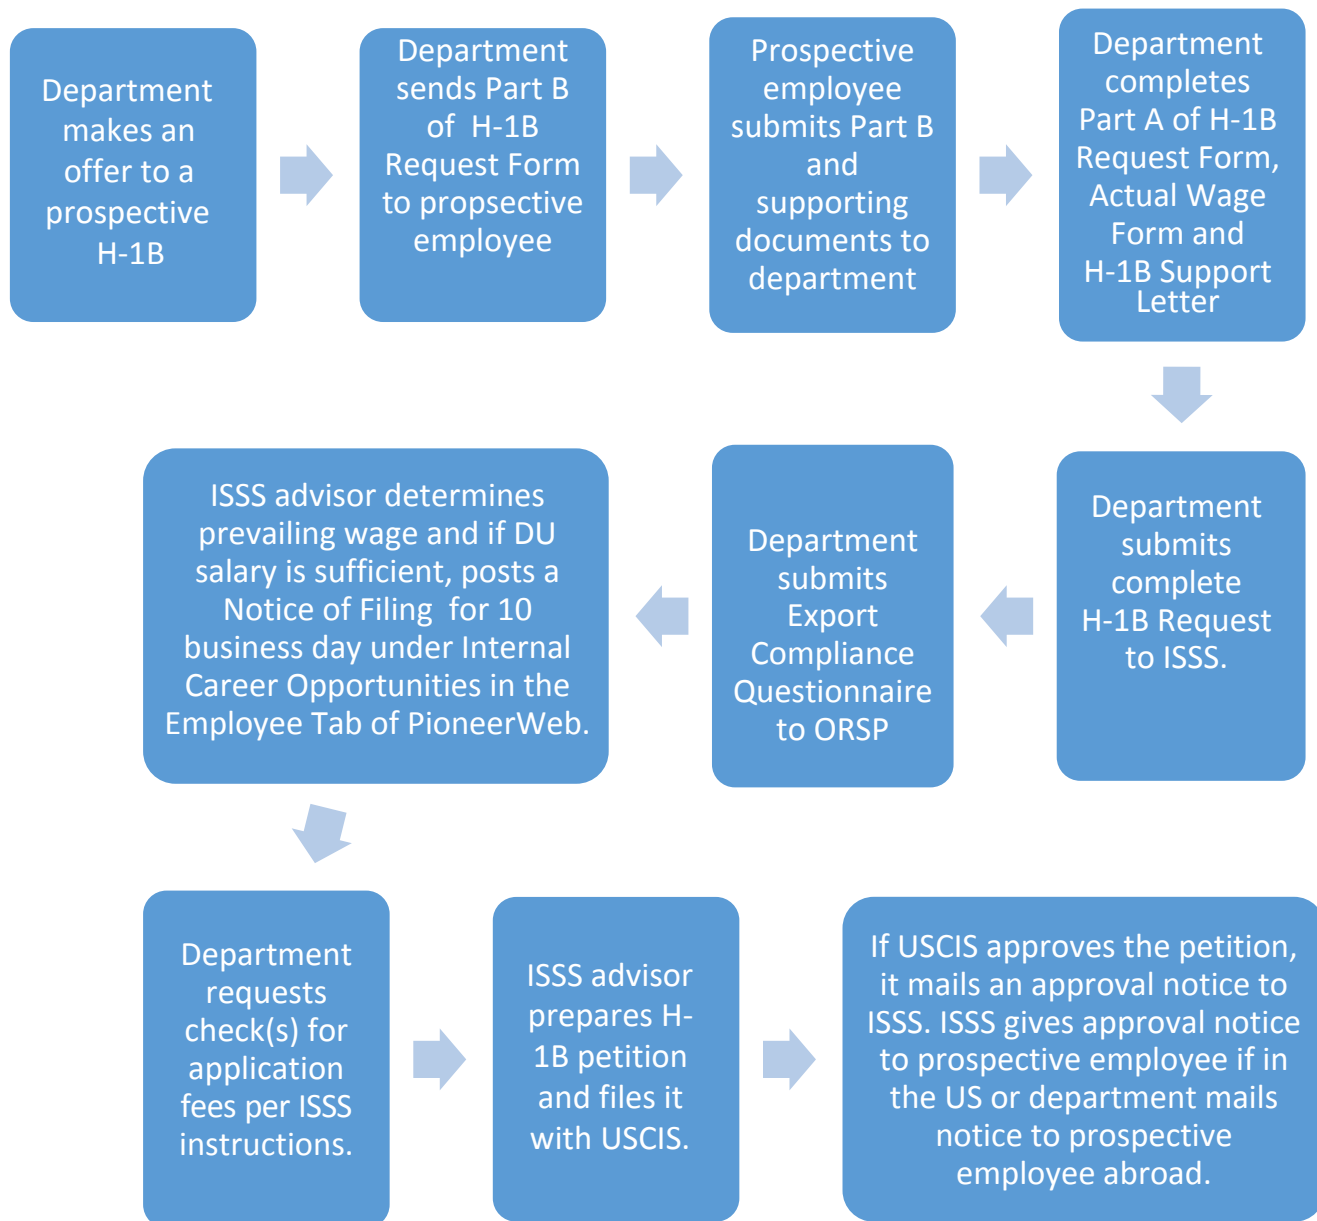 Department
makes an
offer to a
prospective
H-1B
Department
sends Part B
of H-1B
Request Form
to propsective
employee
Prospective
employee
submits Part B
and
supporting
documents to
department
Department
completes
Part A of H-1B
Request Form,
Actual Wage
Form and
H-1B Support
Letter
Department
submits
complete
H-1B Request
to ISSS.
Department
submits
Export
Compliance
Questionnaire
to ORSP
ISSS advisor determines
prevailing wage and if DU
salary is sufficient, posts a
Notice of Filing for 10
business day under Internal
Career Opportunities in the
Employee Tab of PioneerWeb.
Department
requests
check(s) for
application
fees per ISSS
instructions.
ISSS advisor
prepares H-
1B petition
and files it
with USCIS.
If USCIS approves the petition,
it mails an approval notice to
ISSS. ISSS gives approval notice
to prospective employee if in
the US or department mails
notice to prospective
employee abroad.